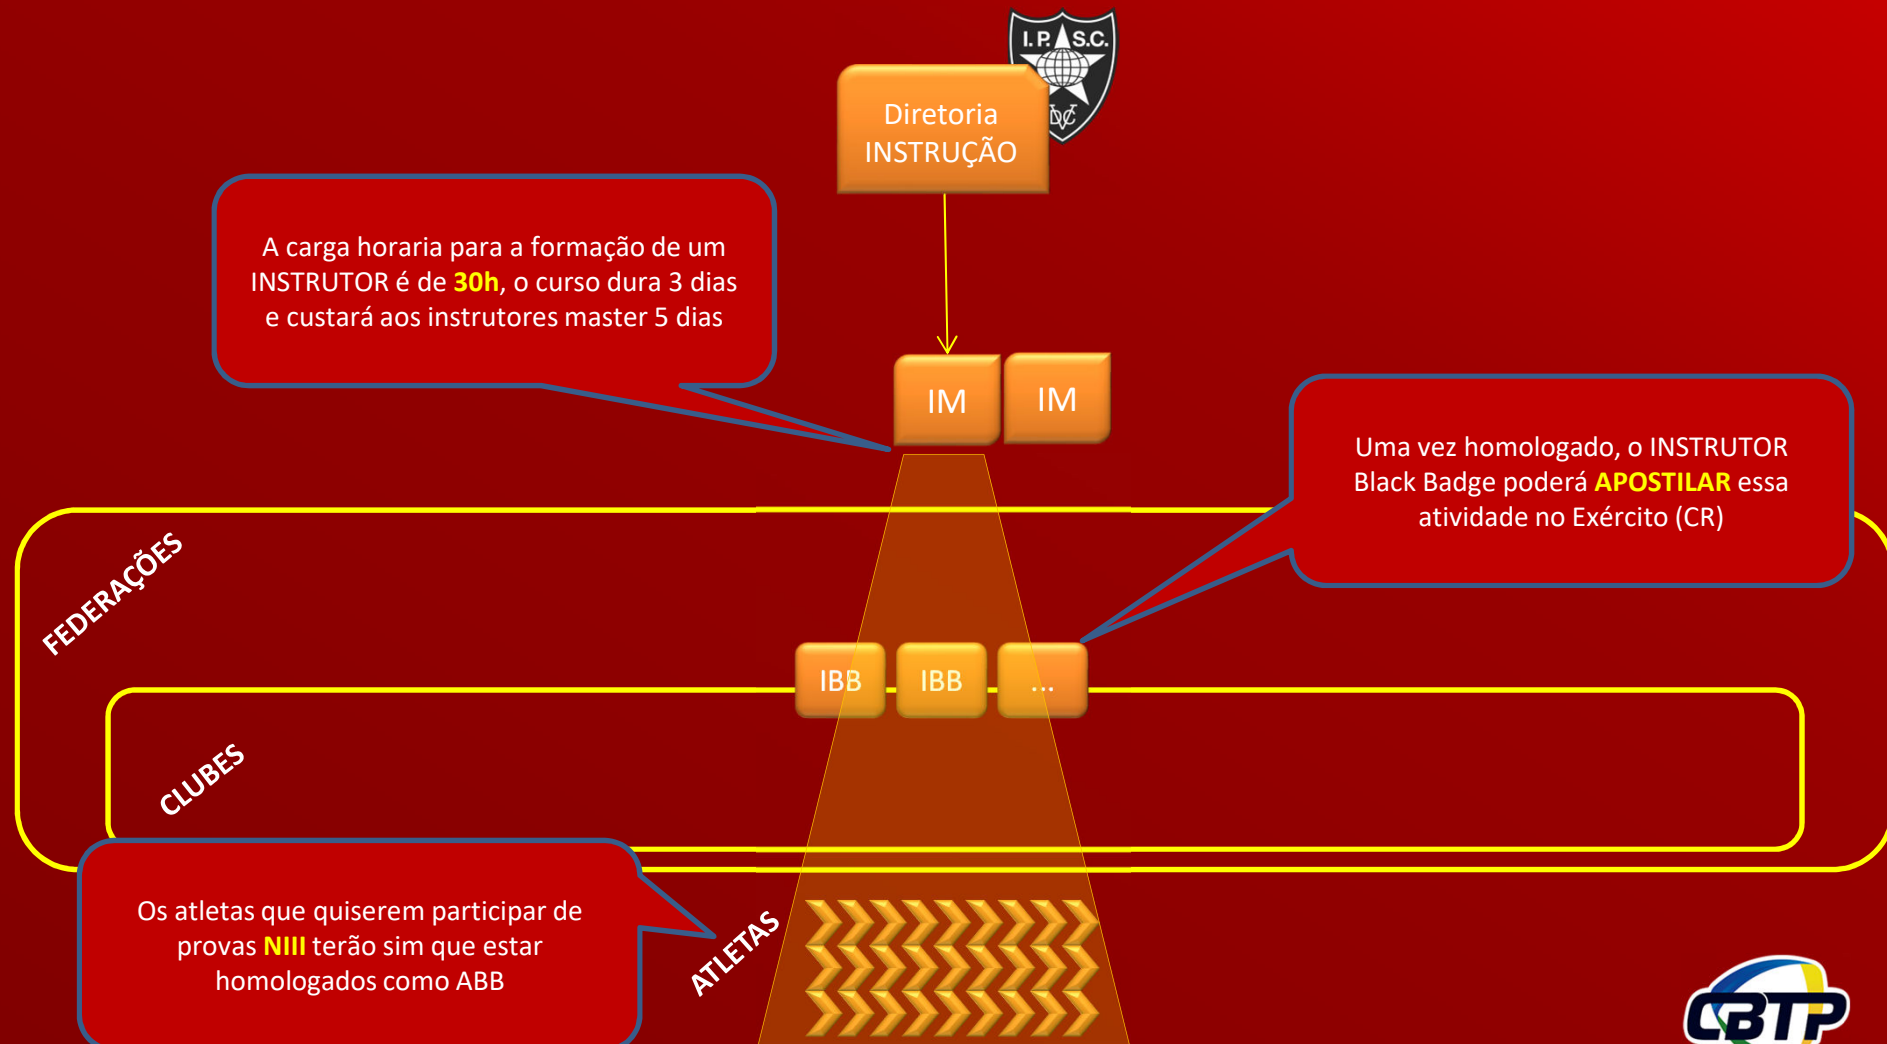 I.P.S.C.
DVC
Diretoria
INSTRUÇÃO
A carga horaria para a formação de um
INSTRUTOR é de 30h, o curso dura 3 dias
e custará aos instrutores master 5 dias
IM
IM
Uma vez homologado, o INSTRUTOR
Black Badge poderá APOSTILAR essa
atividade no Exército (CR)
FEDERAÇÕES
IBB
IBB
...
CLUBES
Os atletas que quiserem participar de
provas NIII terão sim que estar
homologados como ABB
ATLETAS
CBTP